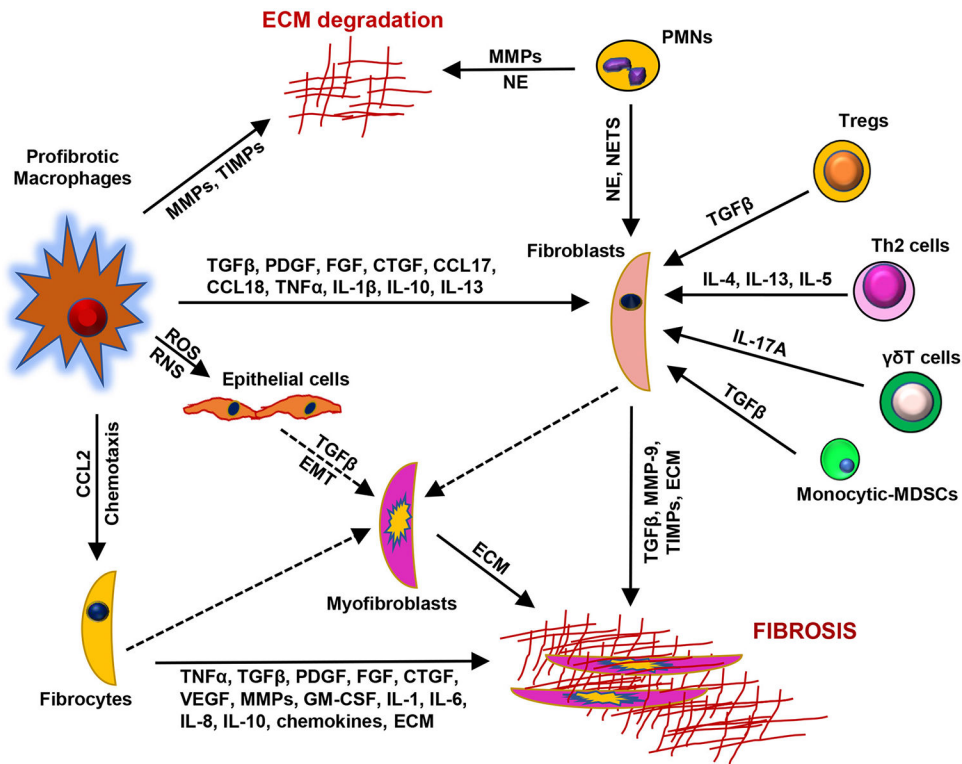 ECM degradation
PMNs
MMPs
NE
Tregs
Profibrotic
Macrophages
MMPs, TIMPs
NE, NETS
TGFβ
Fibroblasts
Th2 cells
TGFβ, PDGF, FGF, CTGF, CCL17,
CCL18, TNFα, IL-1β, IL-10, IL-13
IL-4, IL-13, IL-5
ROS
RNS
IL-17A
γδT cells
Epithelial cells
TGFβ
TGFβ
EMT
CCL2
Chemotaxis
TGFβ, MMP-9,
TIMPs, ECM
Monocytic-MDSCs
ECM
Myofibroblasts
FIBROSIS
Fibrocytes
TNFα, TGFβ, PDGF, FGF, CTGF,
VEGF, MMPs, GM-CSF, IL-1, IL-6,
IL-8, IL-10, chemokines, ECM